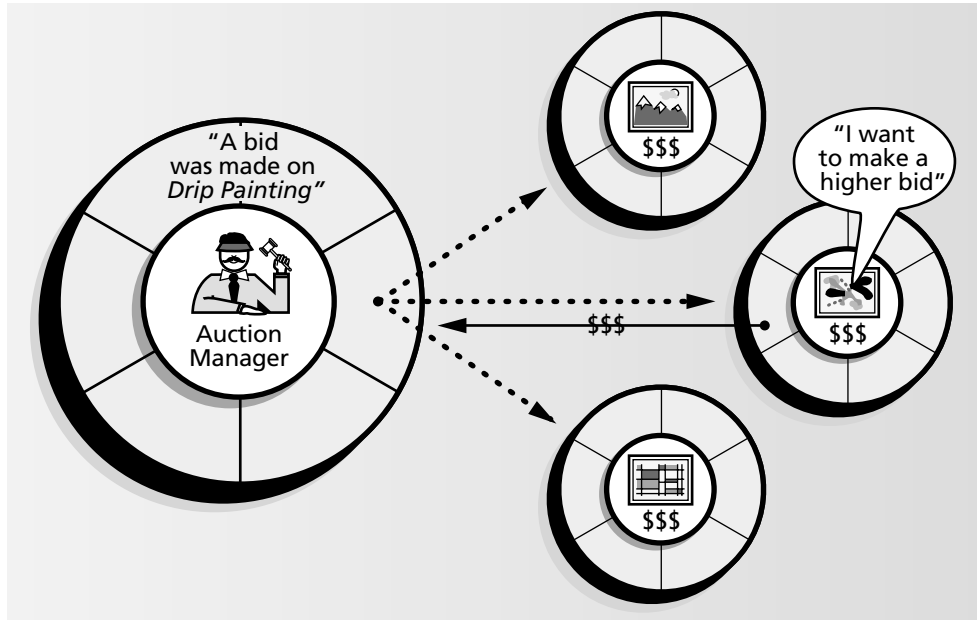 “A bid
was made on
Drip Painting”
Auction
Manager
$$$
$$$
“I want
to make a
higher bid”
$$$
$$$